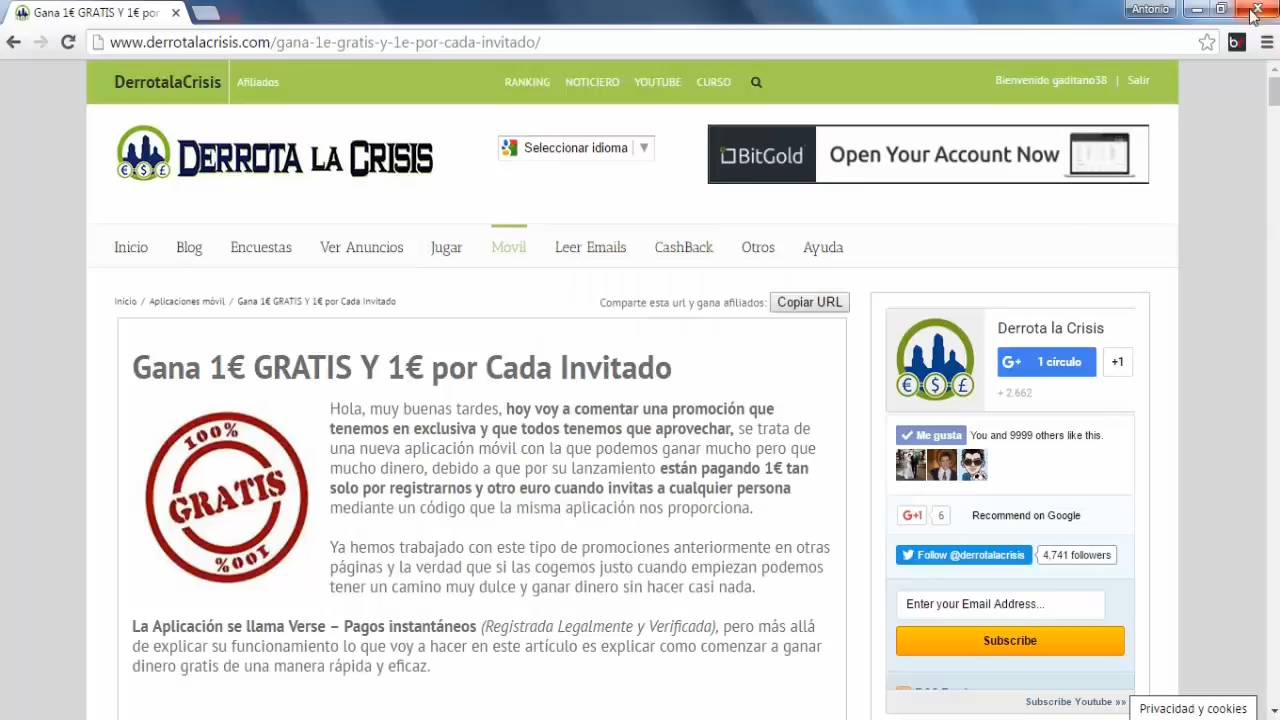 Gana 1€ GRATIS Y 1€ por
Antonio
www.derrotalacrisis.com/gana-1e-gratis-y-1e-por-cada-invitado/
DerrotalaCrisis
Afiliados
RANKING NOTICIERO YOUTUBE CURSO
Bienvenido gaditano38 | Salir
DERROTA LA CRISIS
€ $ £
Seleccionar idioma
BitGold
Open Your Account Now
Inicio Blog Encuestas Ver Anuncios Jugar Movil Leer Emails CashBack Otros Ayuda
Inicio / Aplicaciones móvil / Gana 1€ GRATIS Y 1€ por Cada Invitado
Comparte esta url y gana afiliados: Copiar URL
Gana 1€ GRATIS Y 1€ por Cada Invitado
100%
GRATIS
100%
Hola, muy buenas tardes, hoy voy a comentar una promoción que
tenemos en exclusiva y que todos tenemos que aprovechar, se trata de
una nueva aplicación móvil con la que podemos ganar mucho pero que
mucho dinero, debido a que por su lanzamiento están pagando 1€ tan
solo por registrarnos y otro euro cuando invitas a cualquier persona
mediante un código que la misma aplicación nos proporciona.
Ya hemos trabajado con este tipo de promociones anteriormente en otras
páginas y la verdad que si las cogemos justo cuando empiezan podemos
tener un camino muy dulce y ganar dinero sin hacer casi nada.
La Aplicación se llama Verse – Pagos instantáneos (Registrada Legalmente y Verificada), pero más allá
de explicar su funcionamiento lo que voy a hacer en este artículo es explicar como comenzar a ganar
dinero gratis de una manera rápida y eficaz.
€ $ £
Derrota la Crisis
G+ 1 círculo
+1
+ 2.662
Me gusta
You and 9999 others like this.
G+1 6 Recommend on Google
Follow @derrotalacrisis
4,741 followers
Enter your Email Address...
Subscribe
Subscribe Youtube »»
Privacidad y cookies